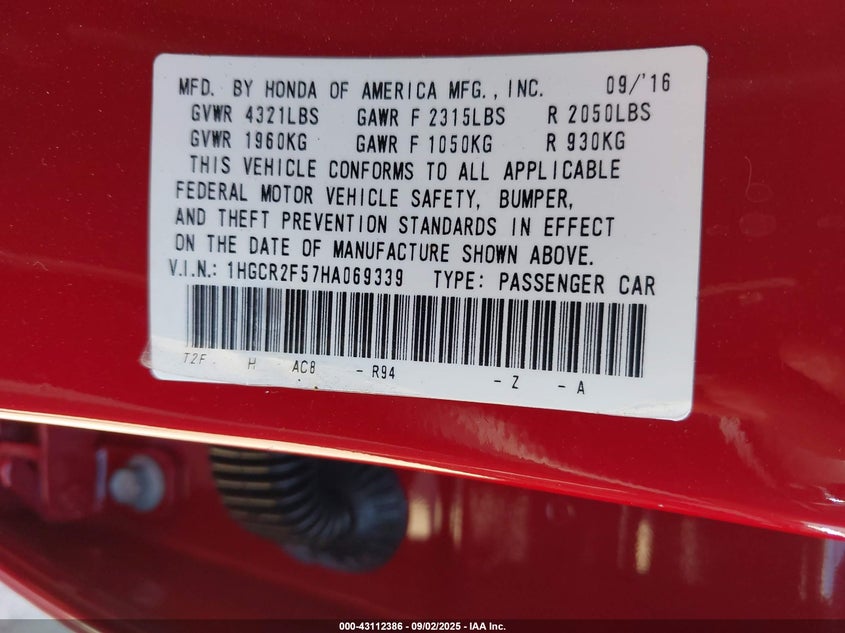 MFD. BY HONDA OF AMERICA MFG., INC. 09/'16
GVWR 4321LBS GAWR F 2315LBS R 2050LBS
GVWR 1960KG GAWR F 1050KG R 930KG
THIS VEHICLE CONFORMS TO ALL APPLICABLE
FEDERAL MOTOR VEHICLE SAFETY, BUMPER,
AND THEFT PREVENTION STANDARDS IN EFFECT
ON THE DATE OF MANUFACTURE SHOWN ABOVE.
V.I.N.: 1HGCR2F57HA069339 TYPE: PASSENGER CAR
T2F H AC8 - R94 - Z - A
000-43112386 - 09/02/2025 - IAA Inc.